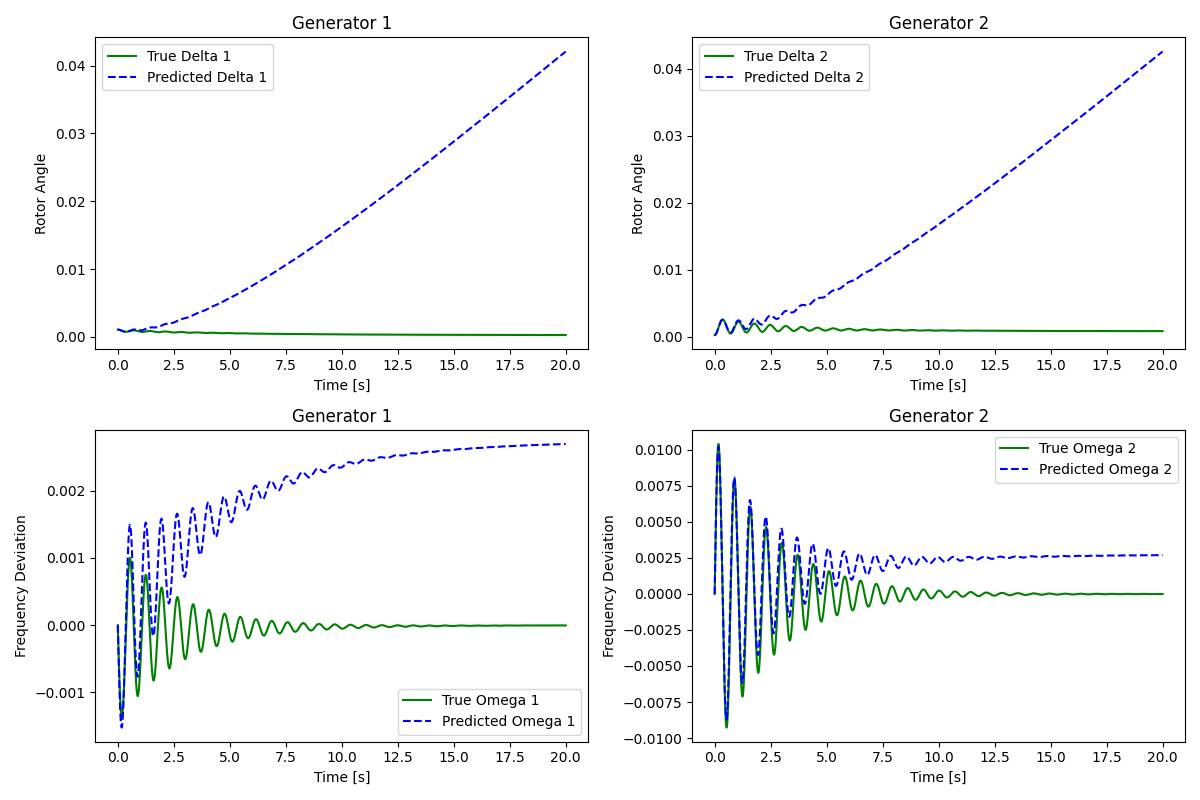 Generator 1
True Delta 1
Predicted Delta 1
Rotor Angle
0.04
0.03
0.02
0.01
0.00
0.0 2.5 5.0 7.5 10.0 12.5 15.0 17.5 20.0
Time [s]
Generator 2
True Delta 2
Predicted Delta 2
Rotor Angle
0.04
0.03
0.02
0.01
0.00
0.0 2.5 5.0 7.5 10.0 12.5 15.0 17.5 20.0
Time [s]
Generator 1
Frequency Deviation
0.002
0.001
0.000
−0.001
True Omega 1
Predicted Omega 1
0.0 2.5 5.0 7.5 10.0 12.5 15.0 17.5 20.0
Time [s]
Generator 2
True Omega 2
Predicted Omega 2
Frequency Deviation
0.0100
0.0075
0.0050
0.0025
0.0000
−0.0025
−0.0050
−0.0075
−0.0100
0.0 2.5 5.0 7.5 10.0 12.5 15.0 17.5 20.0
Time [s]